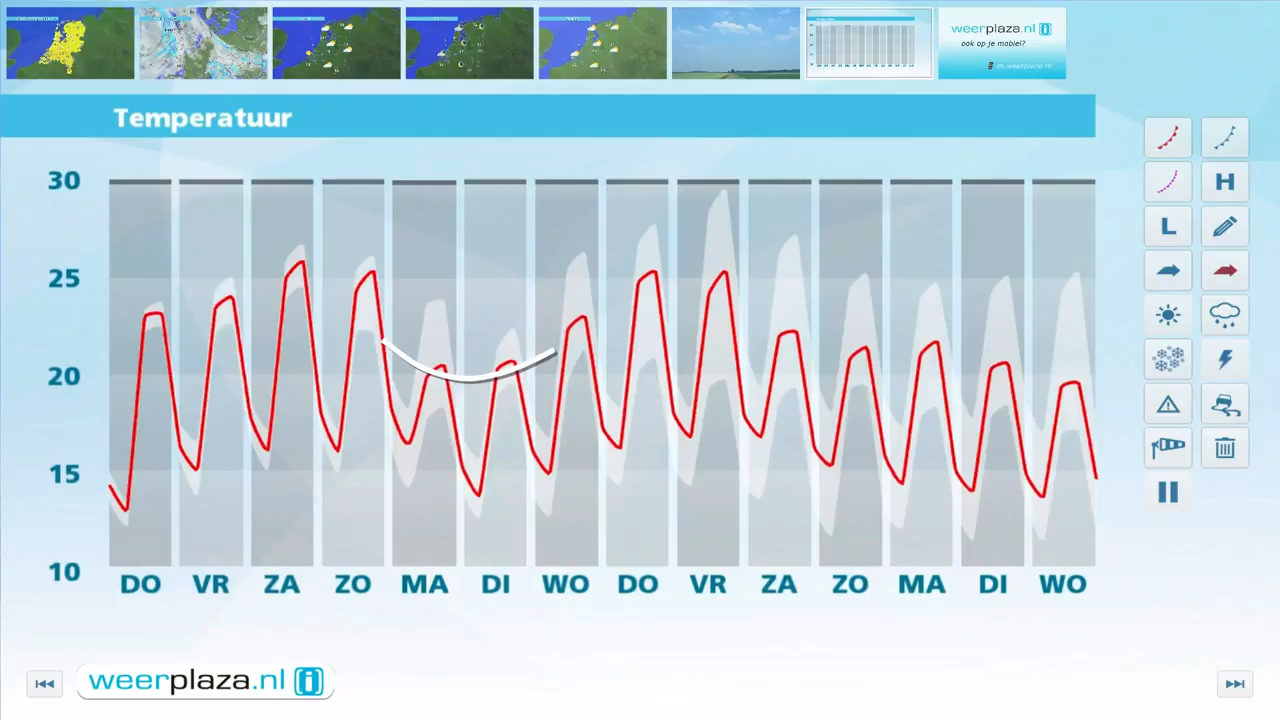 weerplaza.nl [i]
ook op je mobiel?
m.weerplaza.nl
Temperatuur
30
25
20
15
10
DO VR ZA ZO MA DI WO DO VR ZA ZO MA DI WO
H
L
weerplaza.nl [i]